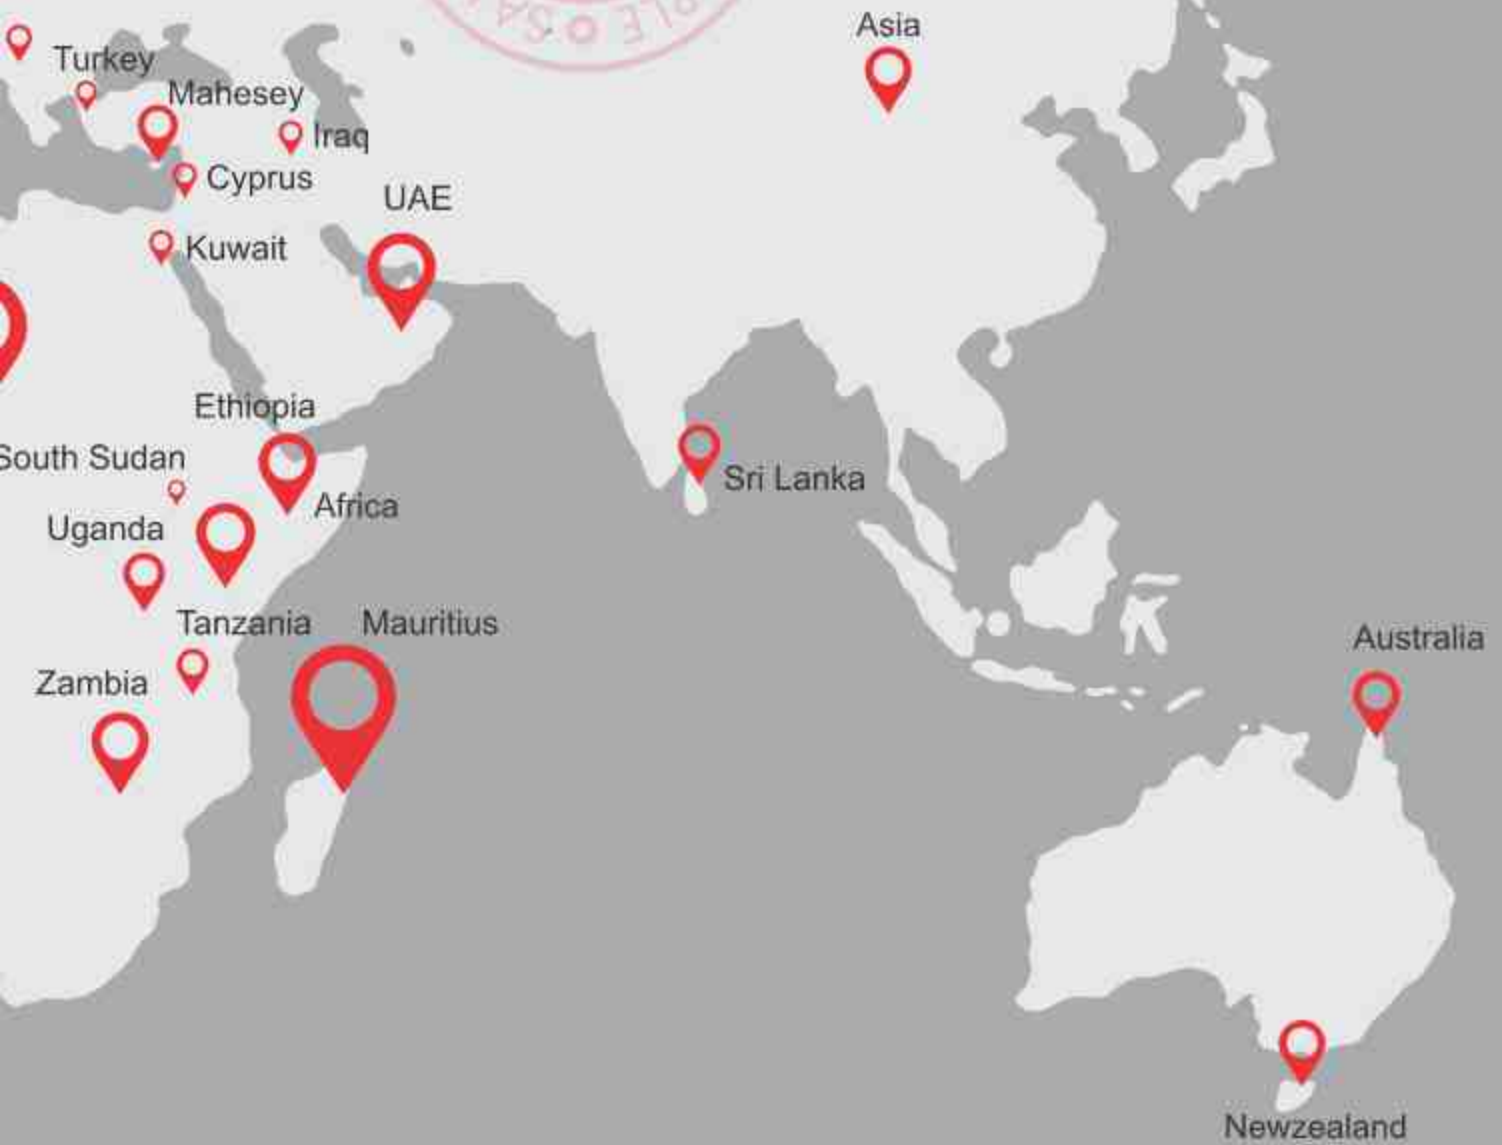 Asia
Turkey
Mahesey
Iraq
Cyprus
UAE
Kuwait
Ethiopia
South Sudan
Sri Lanka
Africa
Uganda
Tanzania
Mauritius
Australia
Zambia
Newzealand